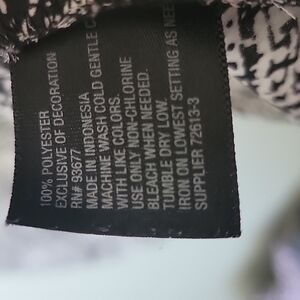 100% POLYESTER
EXCLUSIVE OF DECORATION
RN# 93677
MADE IN INDONESIA
MACHINE WASH COLD GENTLE
WITH LIKE COLORS.
USE ONLY NON-CHLORINE
BLEACH WHEN NEEDED.
TUMBLE DRY LOW.
IRON ON LOWEST SETTING AS
SUPPLIER 72613-3